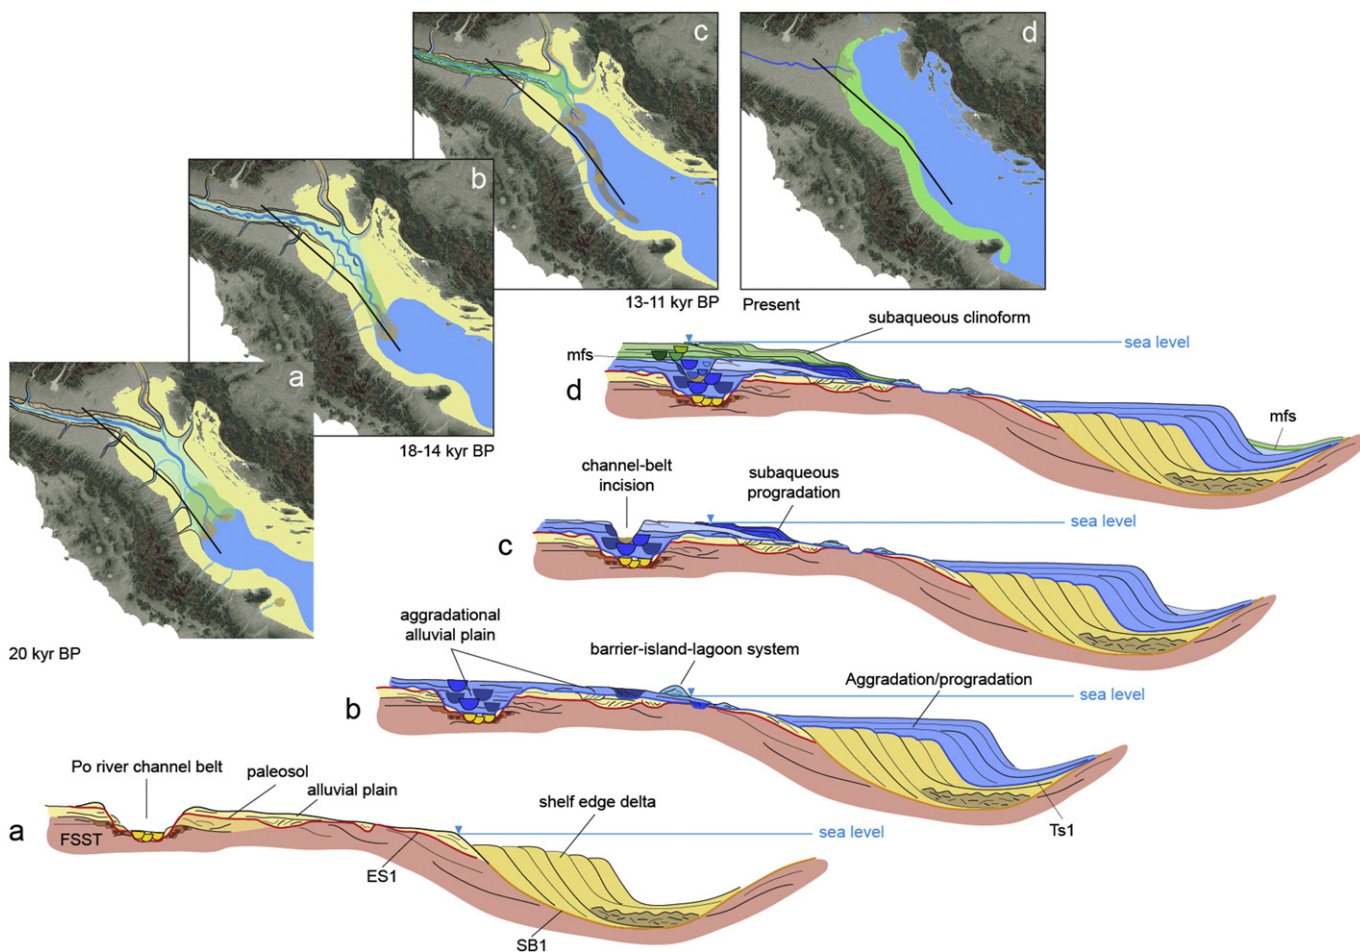 c
d
b
13-11 kyr BP
Present
subaqueous clinoform
sea level
mfs
a
d
mfs
18-14 kyr BP
channel-belt
incision
subaqueous
progradation
sea level
c
aggradational
alluvial plain
barrier-island-lagoon system
Aggradation/progradation
20 kyr BP
sea level
b
Po river channel belt
paleosol
alluvial plain
shelf edge delta
Ts1
a
FSST
sea level
ES1
SB1